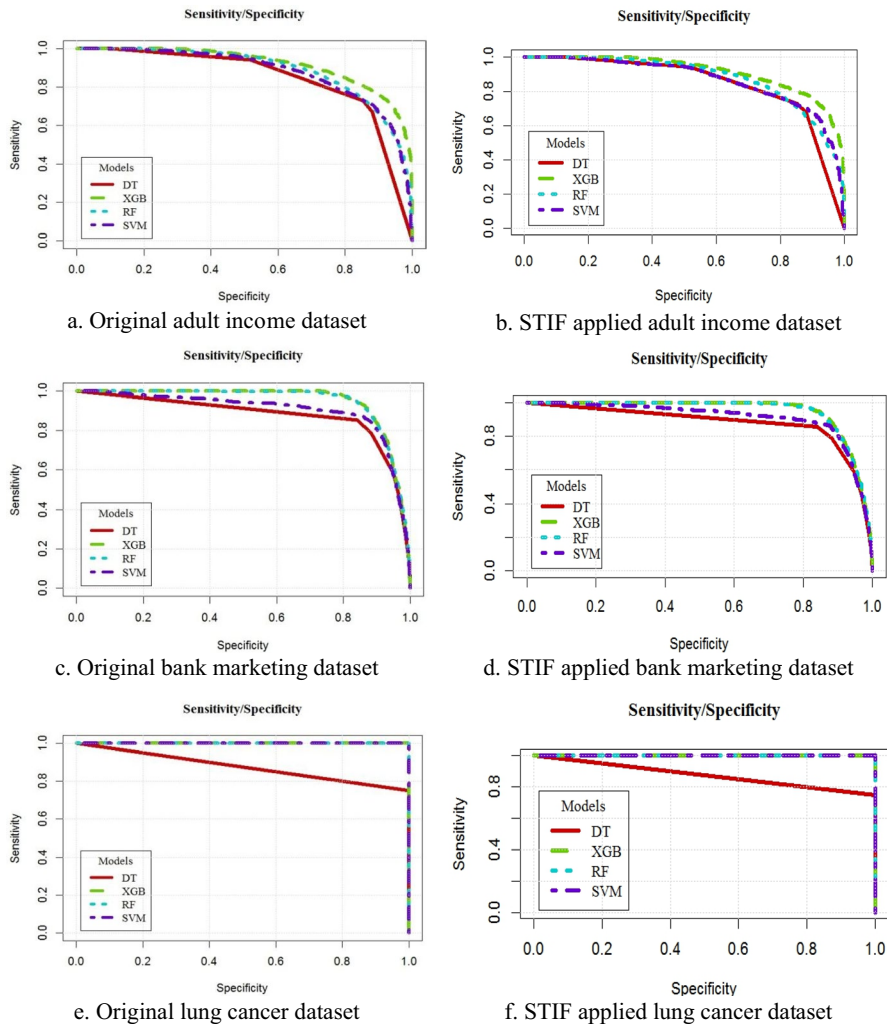 Sensitivity/Specificity
Sensitivity
1.0
0.8
0.6
0.4
0.2
0.0
Models
DT
XGB
RF
SVM
0.0 0.2 0.4 0.6 0.8 1.0
Specificity
a. Original adult income dataset
Sensitivity/Specificity
Sensitivity
1.0
0.8
0.6
0.4
0.2
0.0
Models
DT
XGB
RF
SVM
0.0 0.2 0.4 0.6 0.8 1.0
Specificity
b. STIF applied adult income dataset
Sensitivity/Specificity
Sensitivity
1.0
0.8
0.6
0.4
0.2
0.0
Models
DT
XGB
RF
SVM
0.0 0.2 0.4 0.6 0.8 1.0
Specificity
c. Original bank marketing dataset
Sensitivity/Specificity
Sensitivity
0.8
0.4
0.0
Models
DT
XGB
RF
SVM
0.0 0.2 0.4 0.6 0.8 1.0
Specificity
d. STIF applied bank marketing dataset
Sensitivity/Specificity
Sensitivity
1.0
0.8
0.6
0.4
0.2
0.0
Models
DT
XGB
RF
SVM
0.0 0.2 0.4 0.6 0.8 1.0
Specificity
e. Original lung cancer dataset
Sensitivity/Specificity
Sensitivity
0.8
0.4
0.0
Models
DT
XGB
RF
SVM
0.0 0.2 0.4 0.6 0.8 1.0
Specificity
f. STIF applied lung cancer dataset